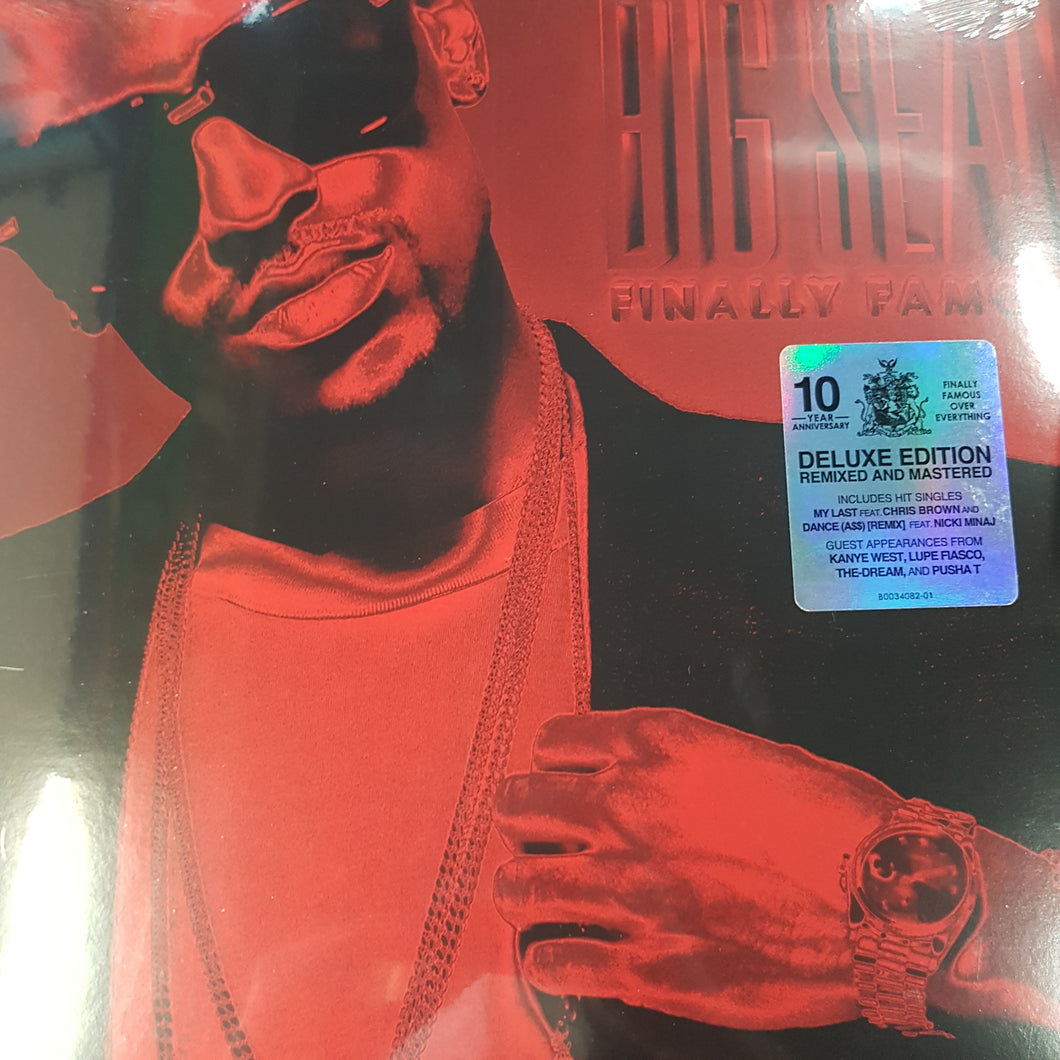 BIG SEAN
FINALLY FAM
10
YEAR
ANNIVERSARY
FINALLY
FAMOUS
OVER
EVERYTHING
DELUXE EDITION
REMIXED AND MASTERED
INCLUDES HIT SINGLES
MY LAST FEAT. CHRIS BROWN AND
DANCE (A$$) [REMIX] FEAT. NICKI MINAJ
GUEST APPEARANCES FROM
KANYE WEST, LUPE FIASCO,
THE-DREAM, AND PUSHA T
B0034082-01